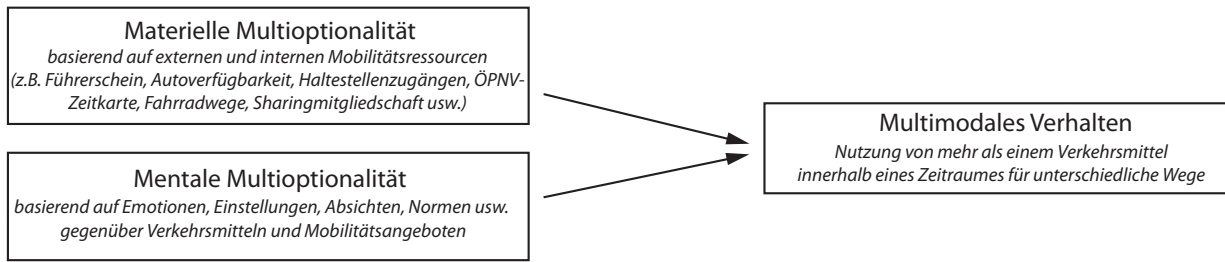 Materielle Multioptionalität
basierend auf externen und internen Mobilitätsressourcen
(z.B. Führerschein, Autoverfügbarkeit, Haltestellenzugängen, ÖPNV-
Zeitkarte, Fahrradwege, Sharingmitgliedschaft usw.)
Mentale Multioptionalität
basierend auf Emotionen, Einstellungen, Absichten, Normen usw.
gegenüber Verkehrsmitteln und Mobilitätsangeboten
Multimodales Verhalten
Nutzung von mehr als einem Verkehrsmittel
innerhalb eines Zeitraumes für unterschiedliche Wege